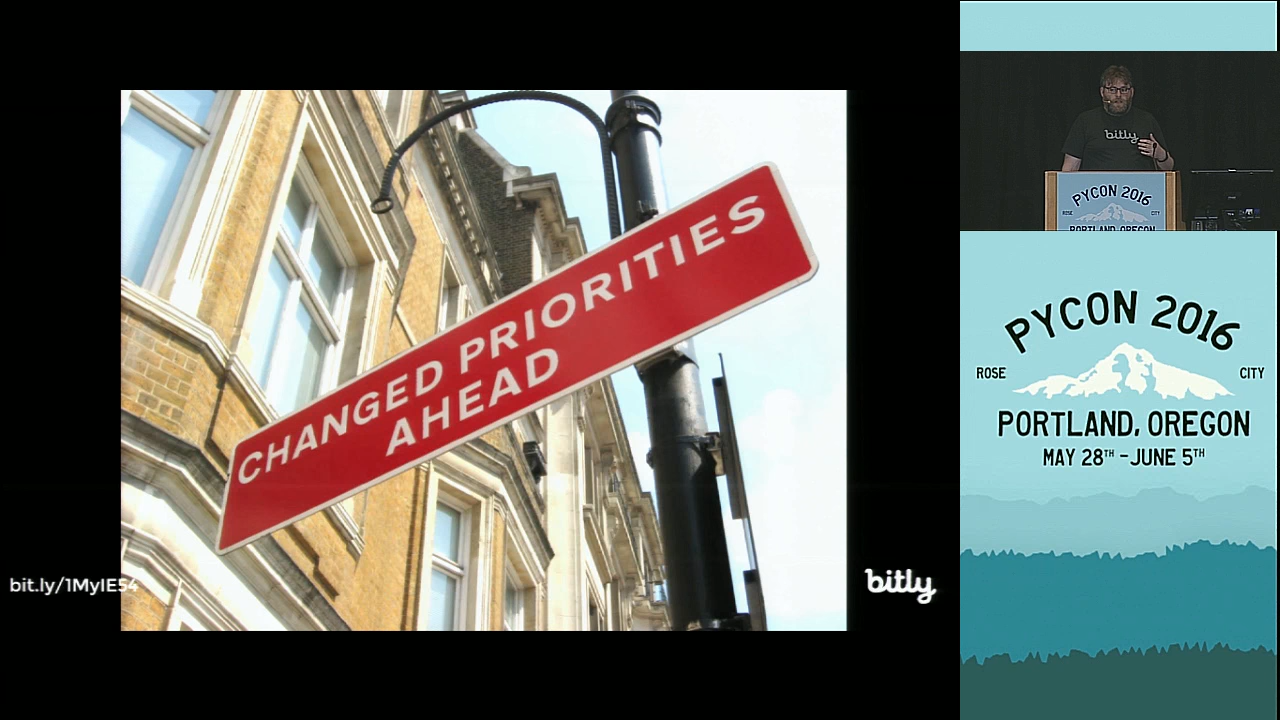 CHANGED PRIORITIES
AHEAD
bit.ly/1MyIE54
bitly
bitly
PYCON 2016
ROSE
CITY
PORTLAND, OREGON
PYCON 2016
ROSE
CITY
PORTLAND, OREGON
MAY 28TH - JUNE 5TH